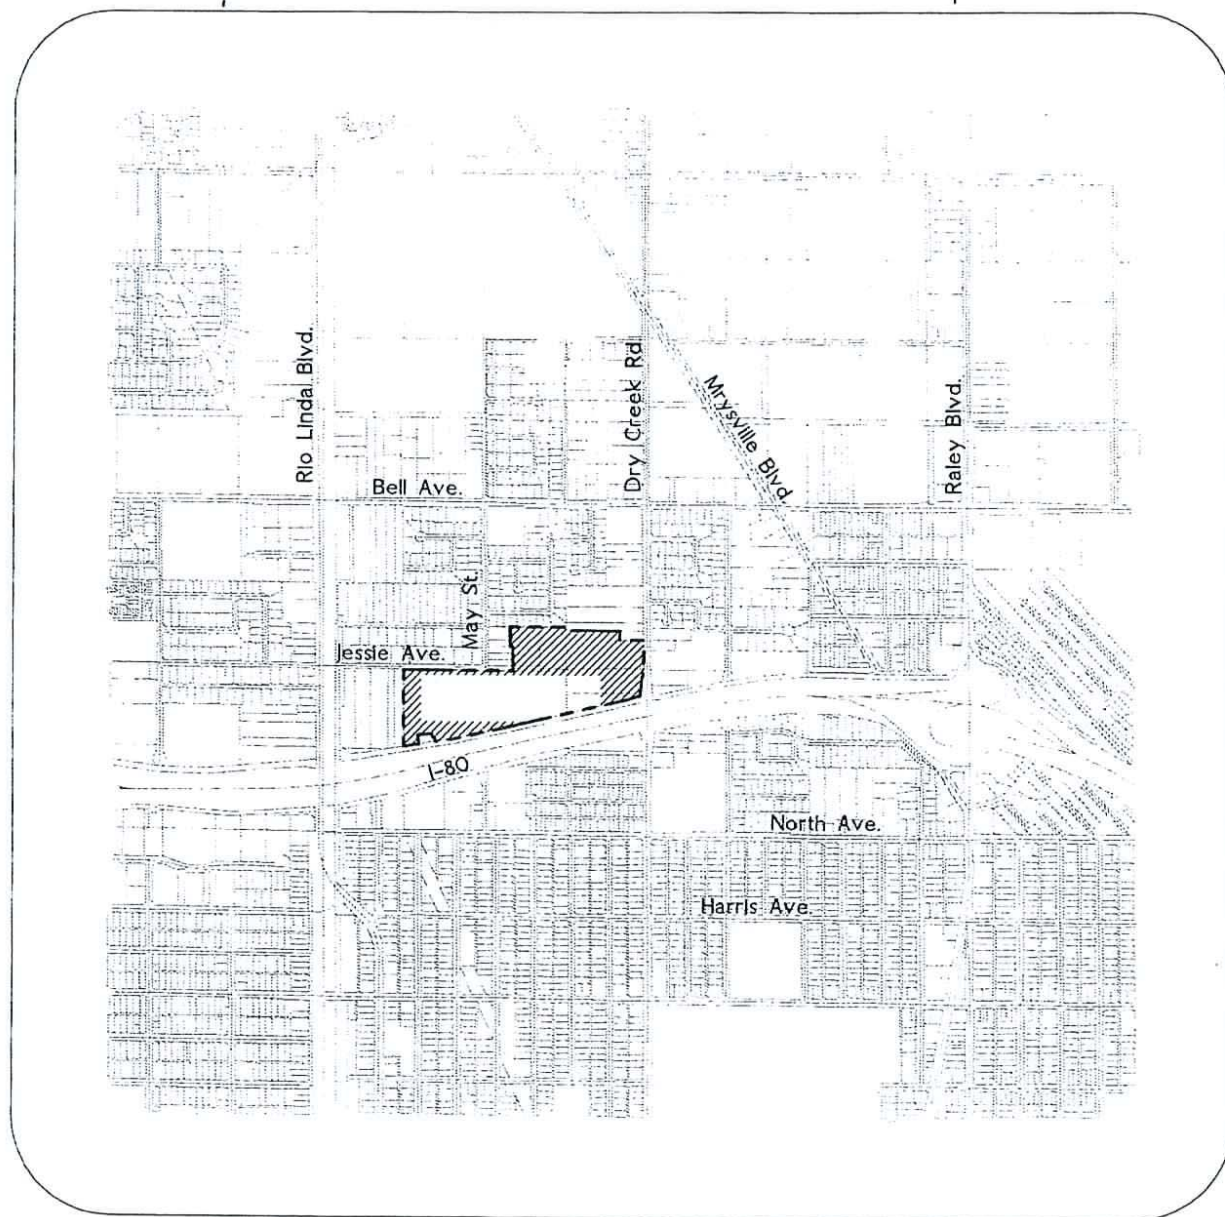 Rio Linda Blvd.
Dry Creek Rd.
Mrysville Blvd.
Raley Blvd.
Bell Ave.
May St.
Jessie Ave.
I-80
North Ave.
Harris Ave.